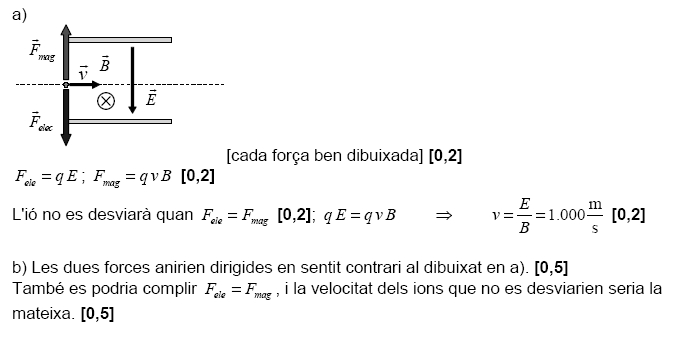 a)
$\vec{F}_{mag}$
$\vec{v}$ $\vec{B}$
$\vec{E}$
$\vec{F}_{elec}$
[cada força ben dibuixada] [0,2]
$F_{ele} = q E$ ; $F_{mag} = q v B$ [0,2]
L'ió no es desviarà quan $F_{ele} = F_{mag}$ [0,2]; $q E = q v B$ ⇒ $v = \frac{E}{B} = 1.000 \frac{m}{s}$ [0,2]
b) Les dues forces anirien dirigides en sentit contrari al dibuixat en a). [0,5]
També es podria complir $F_{ele} = F_{mag}$ , i la velocitat dels ions que no es desviarien seria la
mateixa. [0,5]